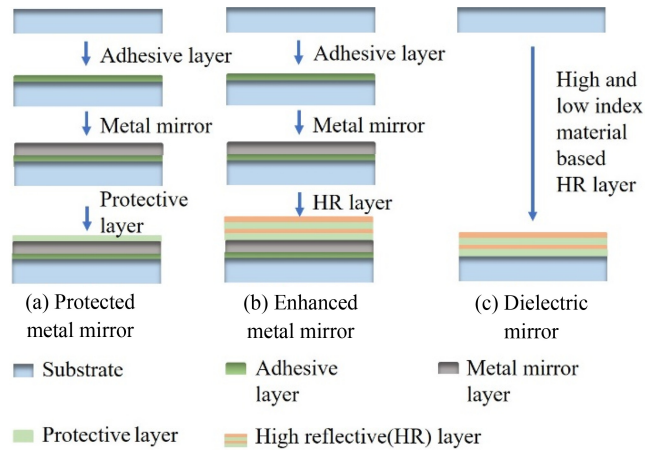 Adhesive layer
Metal mirror
Protective
layer
(a) Protected
metal mirror
Adhesive layer
Metal mirror
HR layer
(b) Enhanced
metal mirror
High and
low index
material
based
HR layer
(c) Dielectric
mirror
Substrate
Adhesive
layer
Metal mirror
layer
Protective layer
High reflective(HR) layer